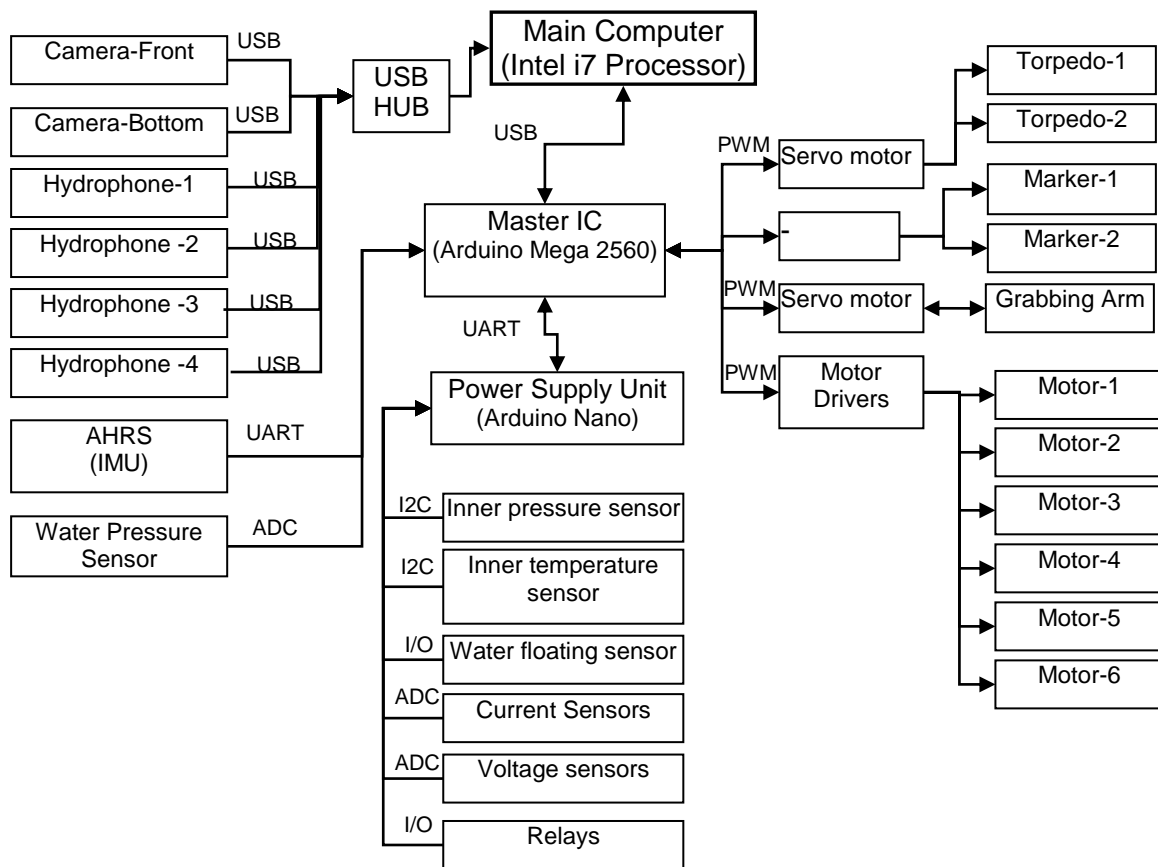 Camera-Front
USB
Camera-Bottom
USB
Hydrophone-1
USB
Hydrophone -2
USB
Hydrophone -3
USB
Hydrophone -4
USB
AHRS
(IMU)
UART
Water Pressure
Sensor
ADC
USB
HUB
Main Computer
(Intel i7 Processor)
USB
Master IC
(Arduino Mega 2560)
UART
Power Supply Unit
(Arduino Nano)
I2C
Inner pressure sensor
I2C
Inner temperature
sensor
I/O
Water floating sensor
ADC
Current Sensors
ADC
Voltage sensors
I/O
Relays
PWM
Servo motor
-
PWM
Servo motor
PWM
Motor
Drivers
Torpedo-1
Torpedo-2
Marker-1
Marker-2
Grabbing Arm
Motor-1
Motor-2
Motor-3
Motor-4
Motor-5
Motor-6